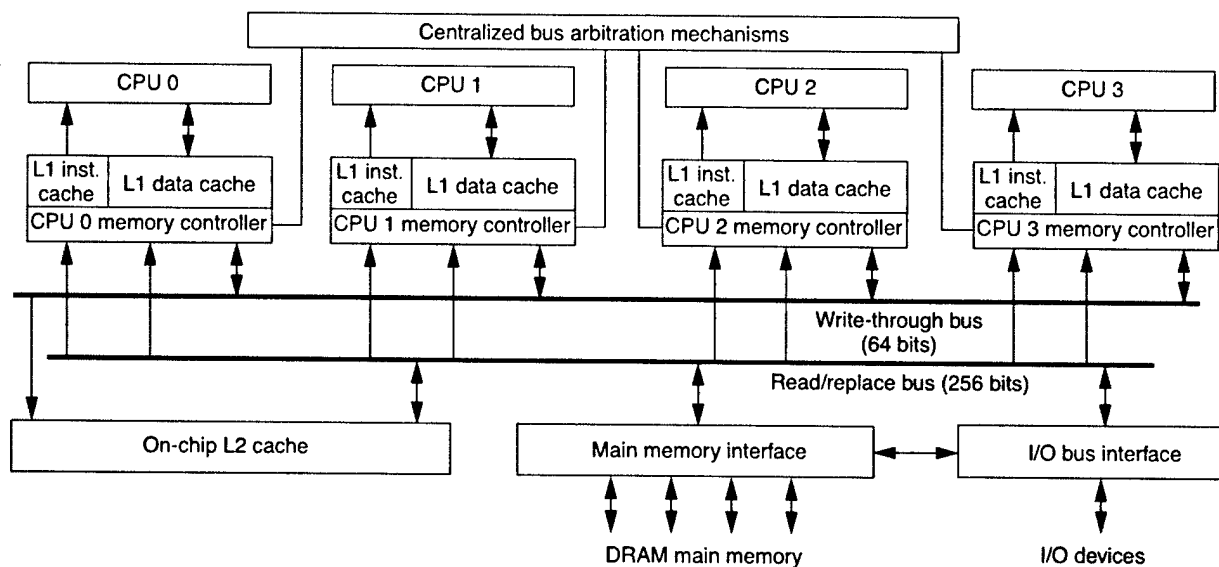 Centralized bus arbitration mechanisms
CPU 0
CPU 1
CPU 2
CPU 3
L1 inst.
cache
L1 data cache
CPU 0 memory controller
L1 inst.
cache
L1 data cache
CPU 1 memory controller
L1 inst.
cache
L1 data cache
CPU 2 memory controller
L1 inst.
cache
L1 data cache
CPU 3 memory controller
Write-through bus
(64 bits)
Read/replace bus (256 bits)
On-chip L2 cache
Main memory interface
I/O bus interface
DRAM main memory
I/O devices